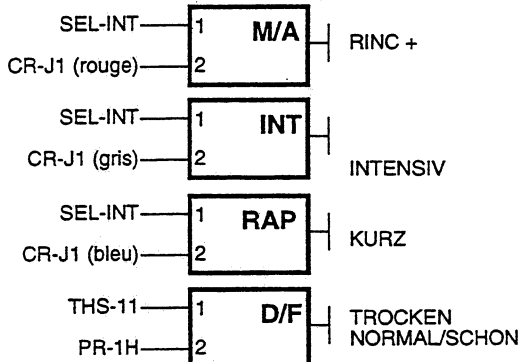 SEL-INT 1 M/A RINC +
CR-J1 (rouge) 2
SEL-INT 1 INT
CR-J1 (gris) 2 INTENSIV
SEL-INT 1 RAP
CR-J1 (bleu) 2 KURZ
THS-11 1 D/F TROCKEN
NORMAL/SCHON
PR-1H 2